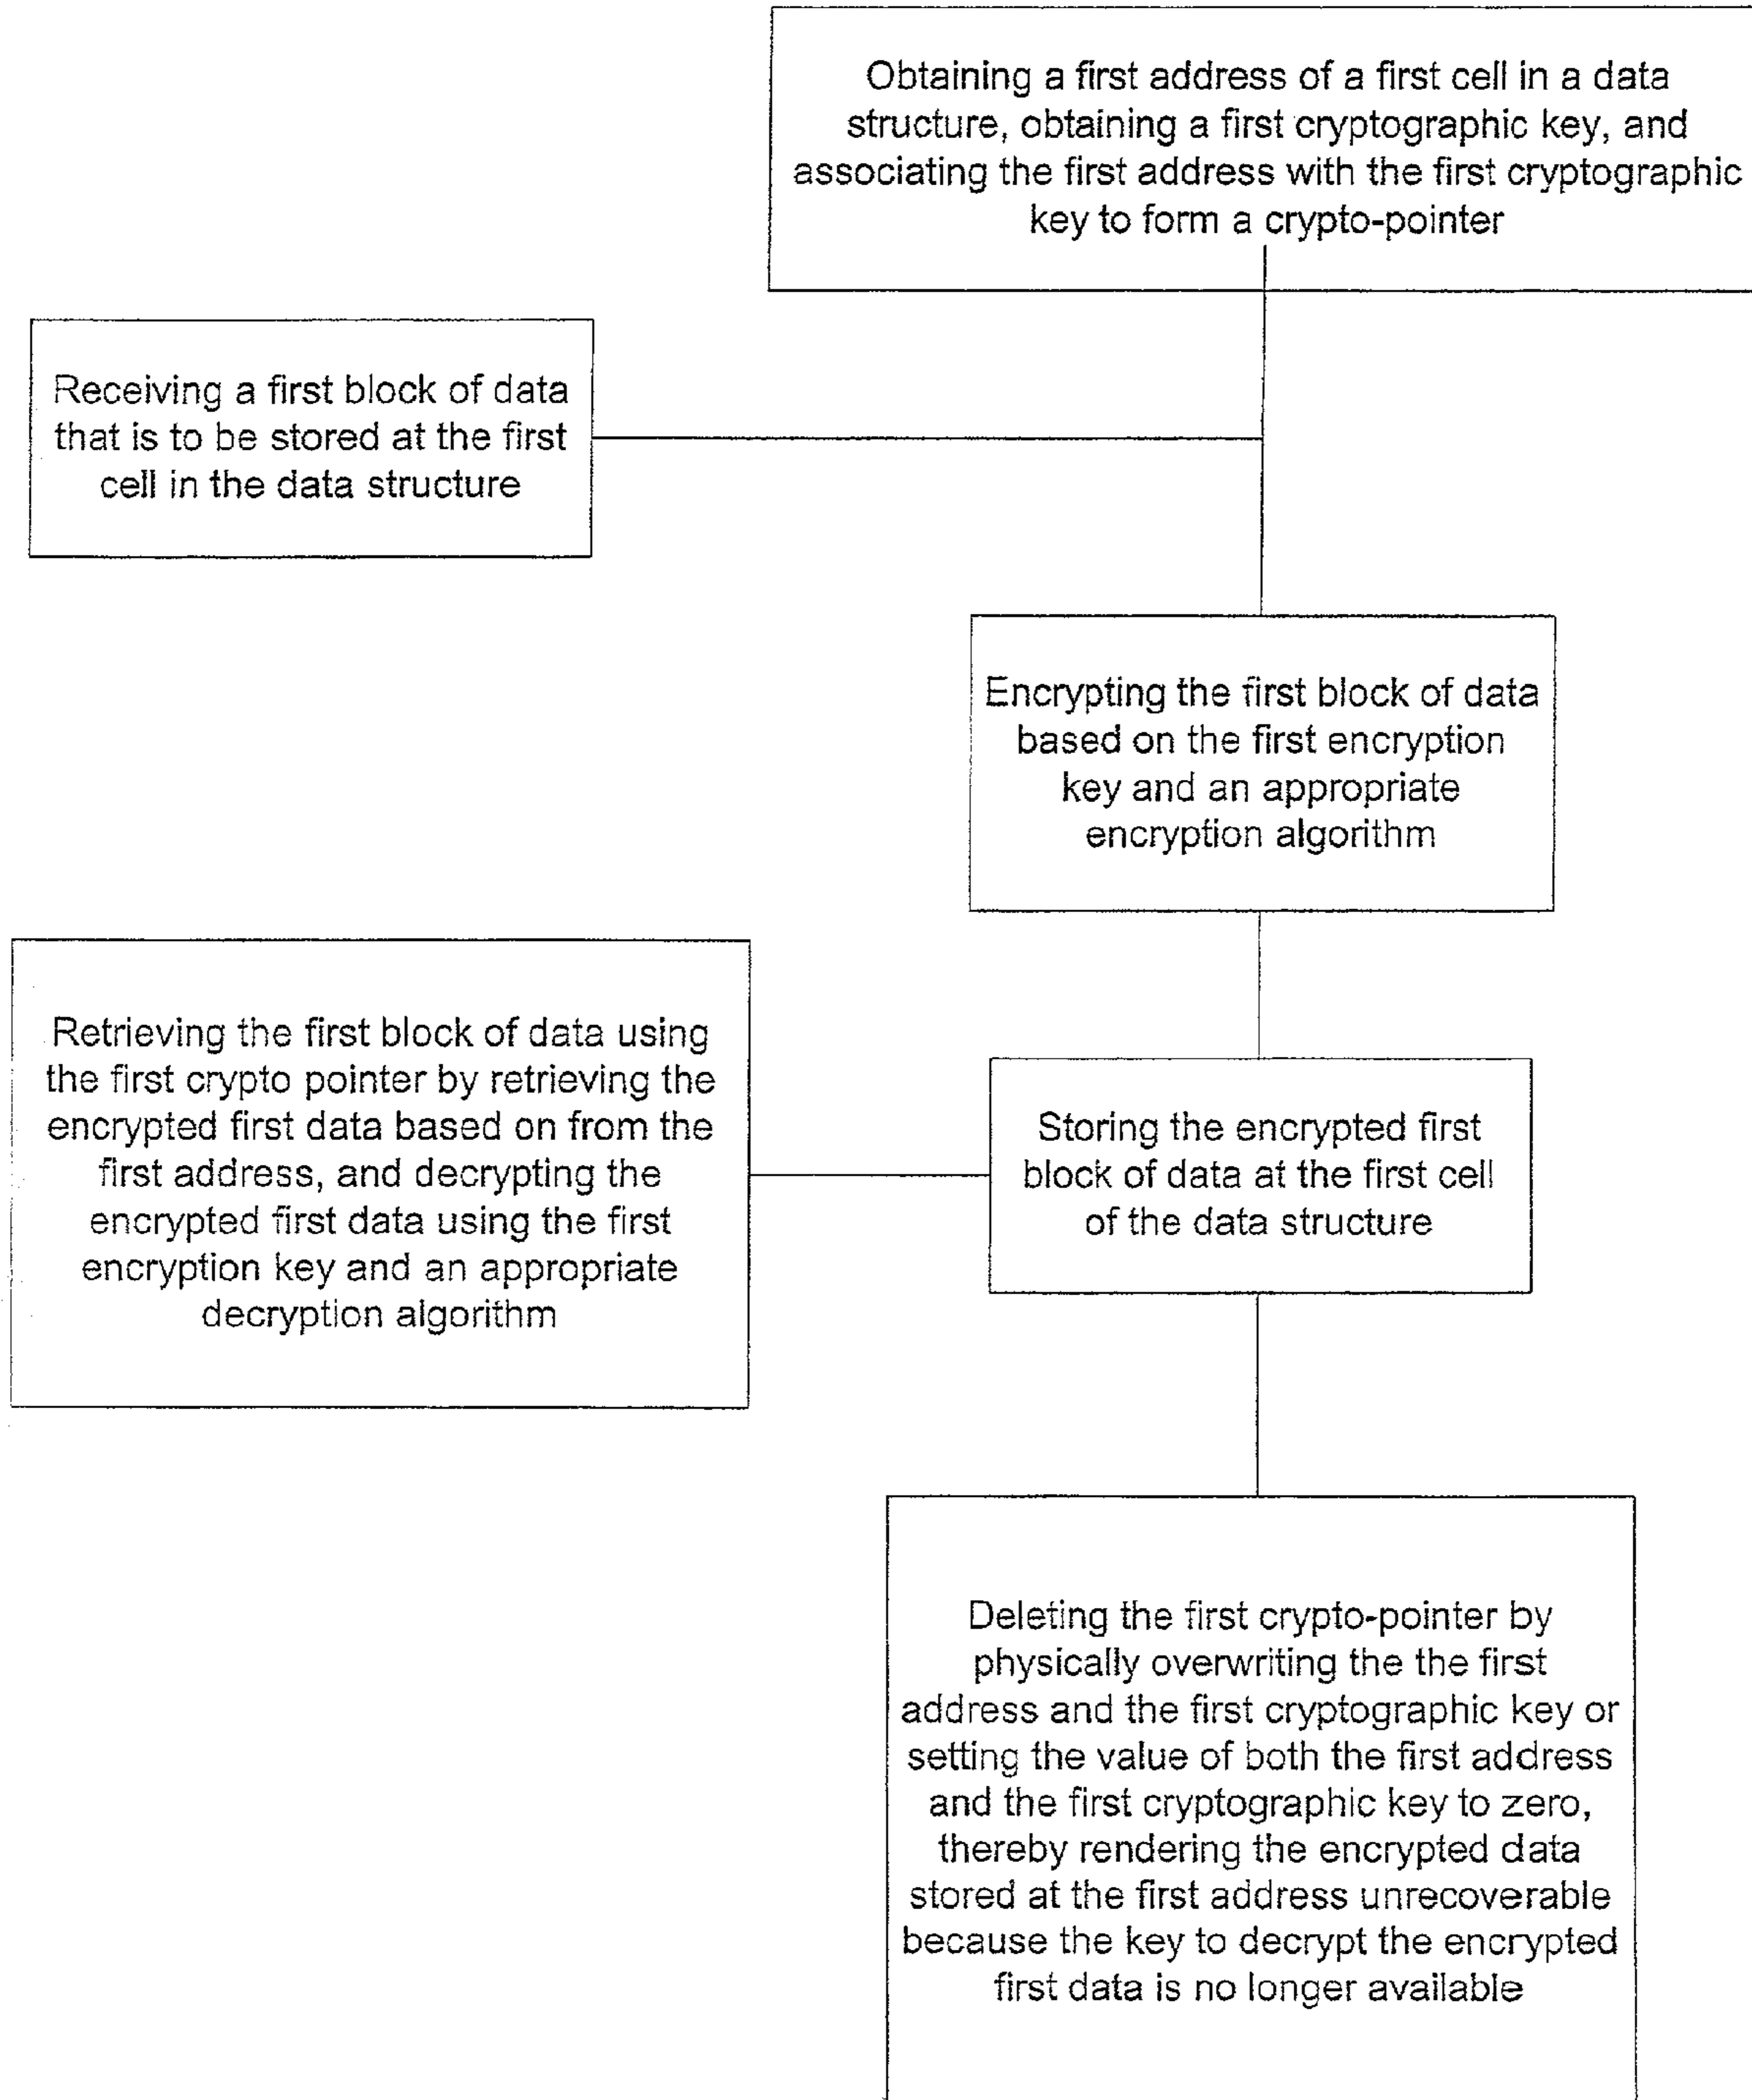 Obtaining a first address of a first cell in a data
structure, obtaining a first cryptographic key, and
associating the first address with the first cryptographic
key to form a crypto-pointer
Receiving a first block of data
that is to be stored at the first
cell in the data structure
Encrypting the first block of data
based on the first encryption
key and an appropriate
encryption algorithm
Retrieving the first block of data using
the first crypto pointer by retrieving the
encrypted first data based on from the
first address, and decrypting the
encrypted first data using the first
encryption key and an appropriate
decryption algorithm
Storing the encrypted first
block of data at the first cell
of the data structure
Deleting the first crypto-pointer by
physically overwriting the the first
address and the first cryptographic key or
setting the value of both the first address
and the first cryptographic key to zero,
thereby rendering the encrypted data
stored at the first address unrecoverable
because the key to decrypt the encrypted
first data is no longer available